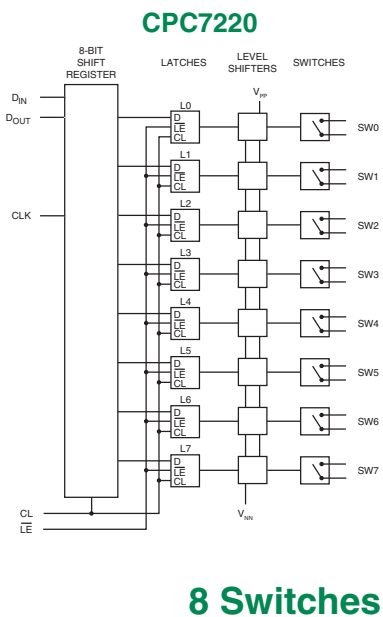 CPC7220
8-BIT
SHIFT
REGISTER
LATCHES
LEVEL
SHIFTERS
SWITCHES
DIN
DOUT
CLK
CL
LE
VPP
VNN
L0
D
LE
CL
SW0
L1
D
LE
CL
SW1
L2
D
LE
CL
SW2
L3
D
LE
CL
SW3
L4
D
LE
CL
SW4
L5
D
LE
CL
SW5
L6
D
LE
CL
SW6
L7
D
LE
CL
SW7
8 Switches